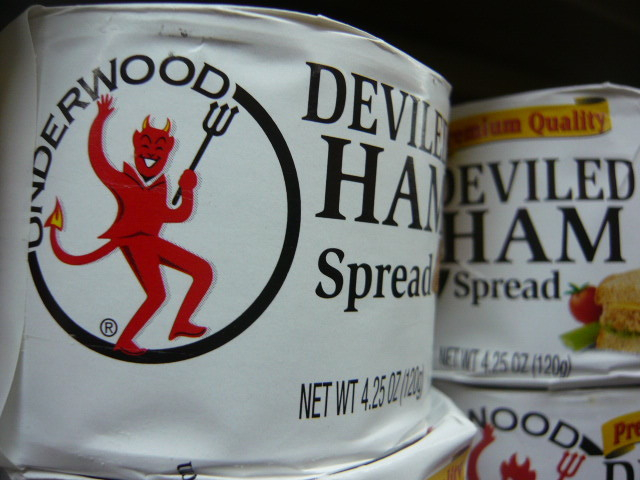 UNDERWOOD
DEVILED
HAM
Spread
NET WT 4.25 OZ (120g)
®
Premium Quality
DEVILED
HAM
Spread
NET WT 4.25 OZ (120g)
WOOD
Pre